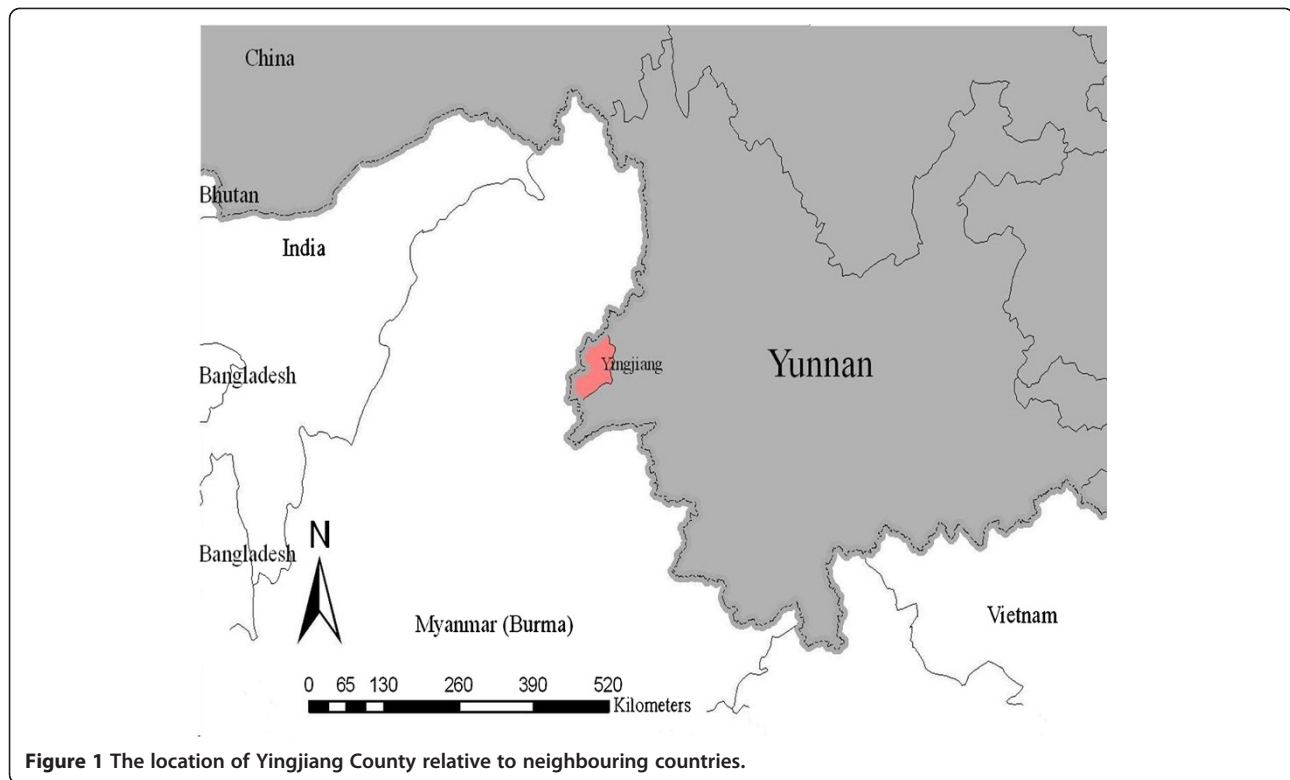 China
Bhutan
India
Yingjiang
Yunnan
Bangladesh
Bangladesh
N
Vietnam
Myanmar (Burma)
0 65 130 260 390 520
Kilometers
Figure 1 The location of Yingjiang County relative to neighbouring countries.